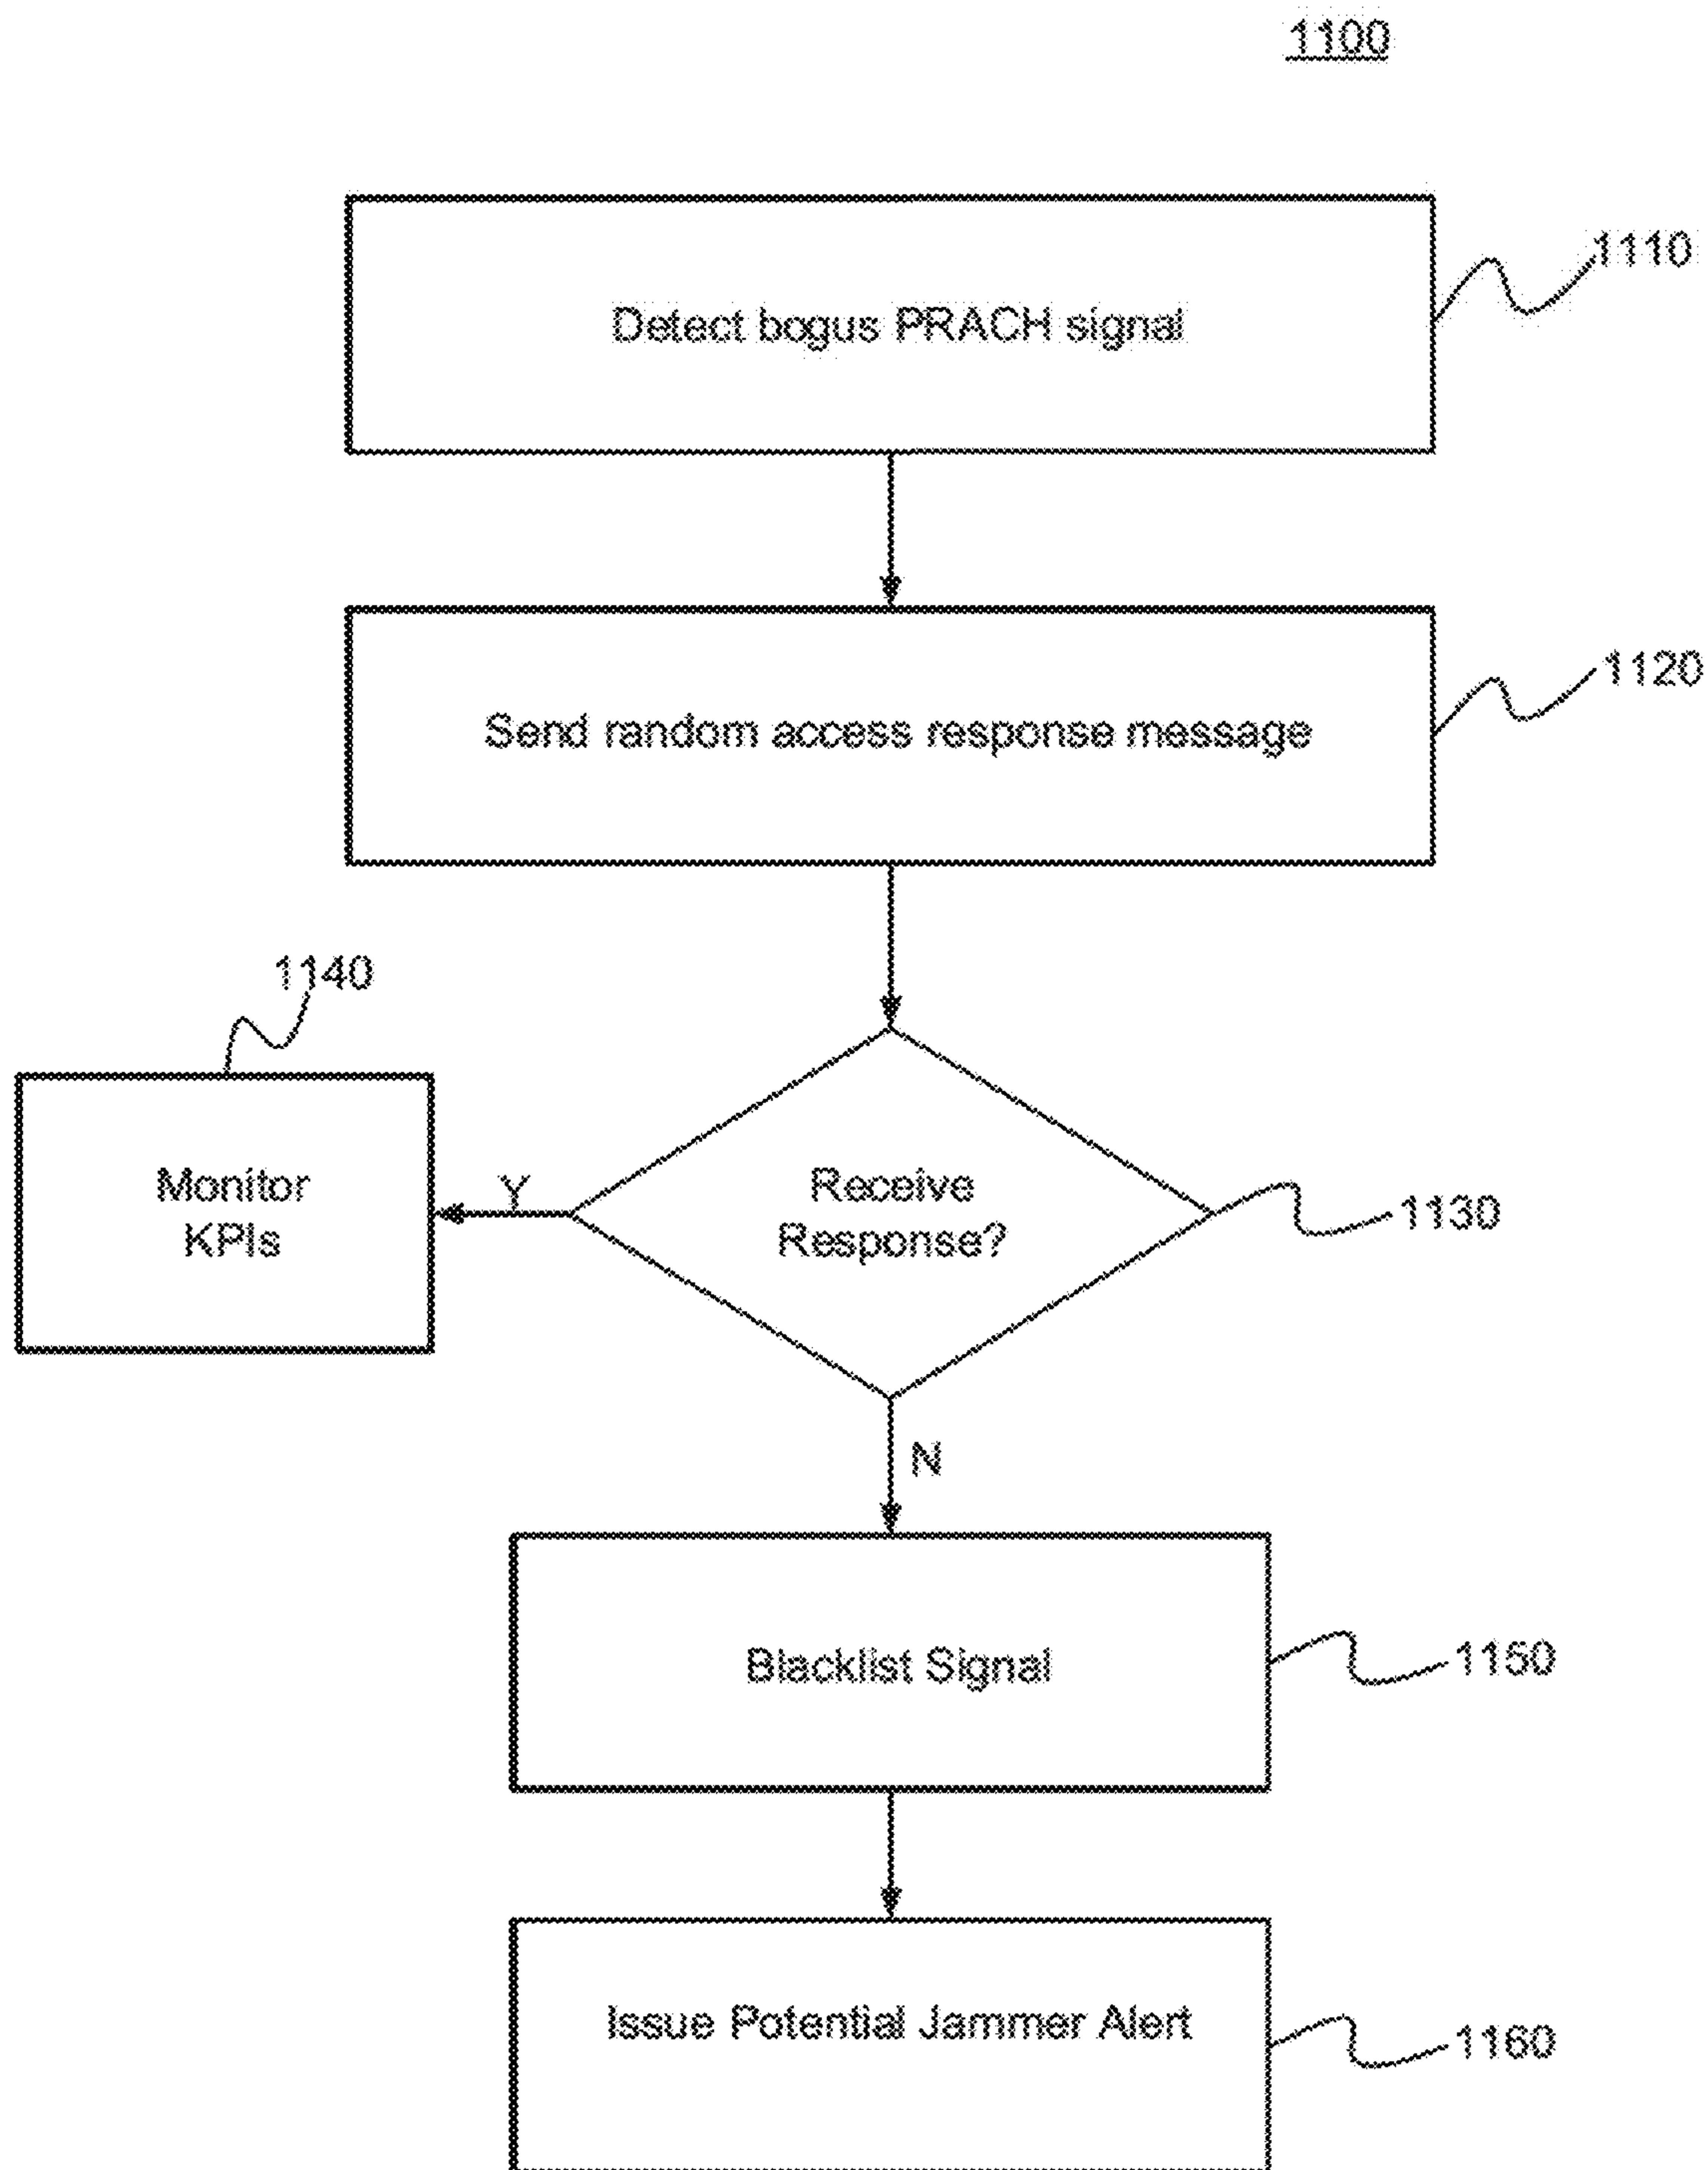 1100
Detect bogus PRACH signal
1110
Send random access response message
1120
1140
Monitor
KPIs
Y
Receive
Response?
1130
N
Blacklist Signal
1150
Issue Potential Jammer Alert
1160